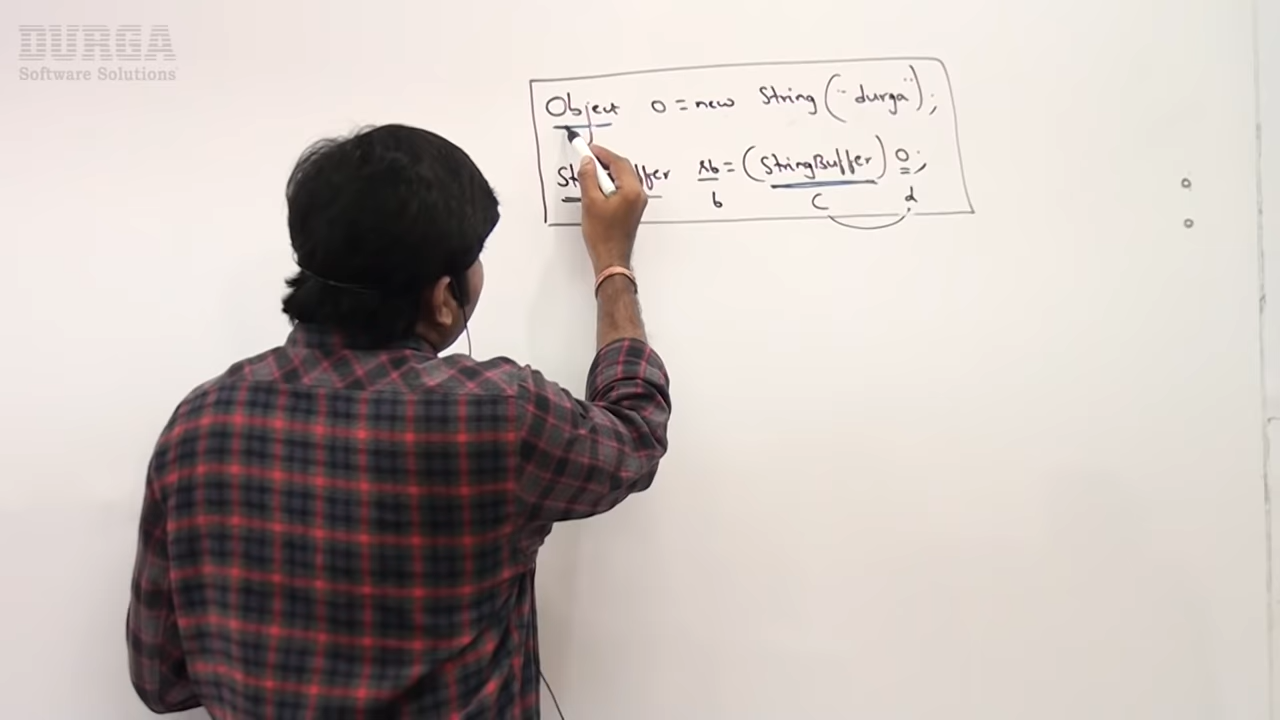 DURGA
Software Solutions
Object o = new String("durga");
sb = (StringBuffer) o;
b C d